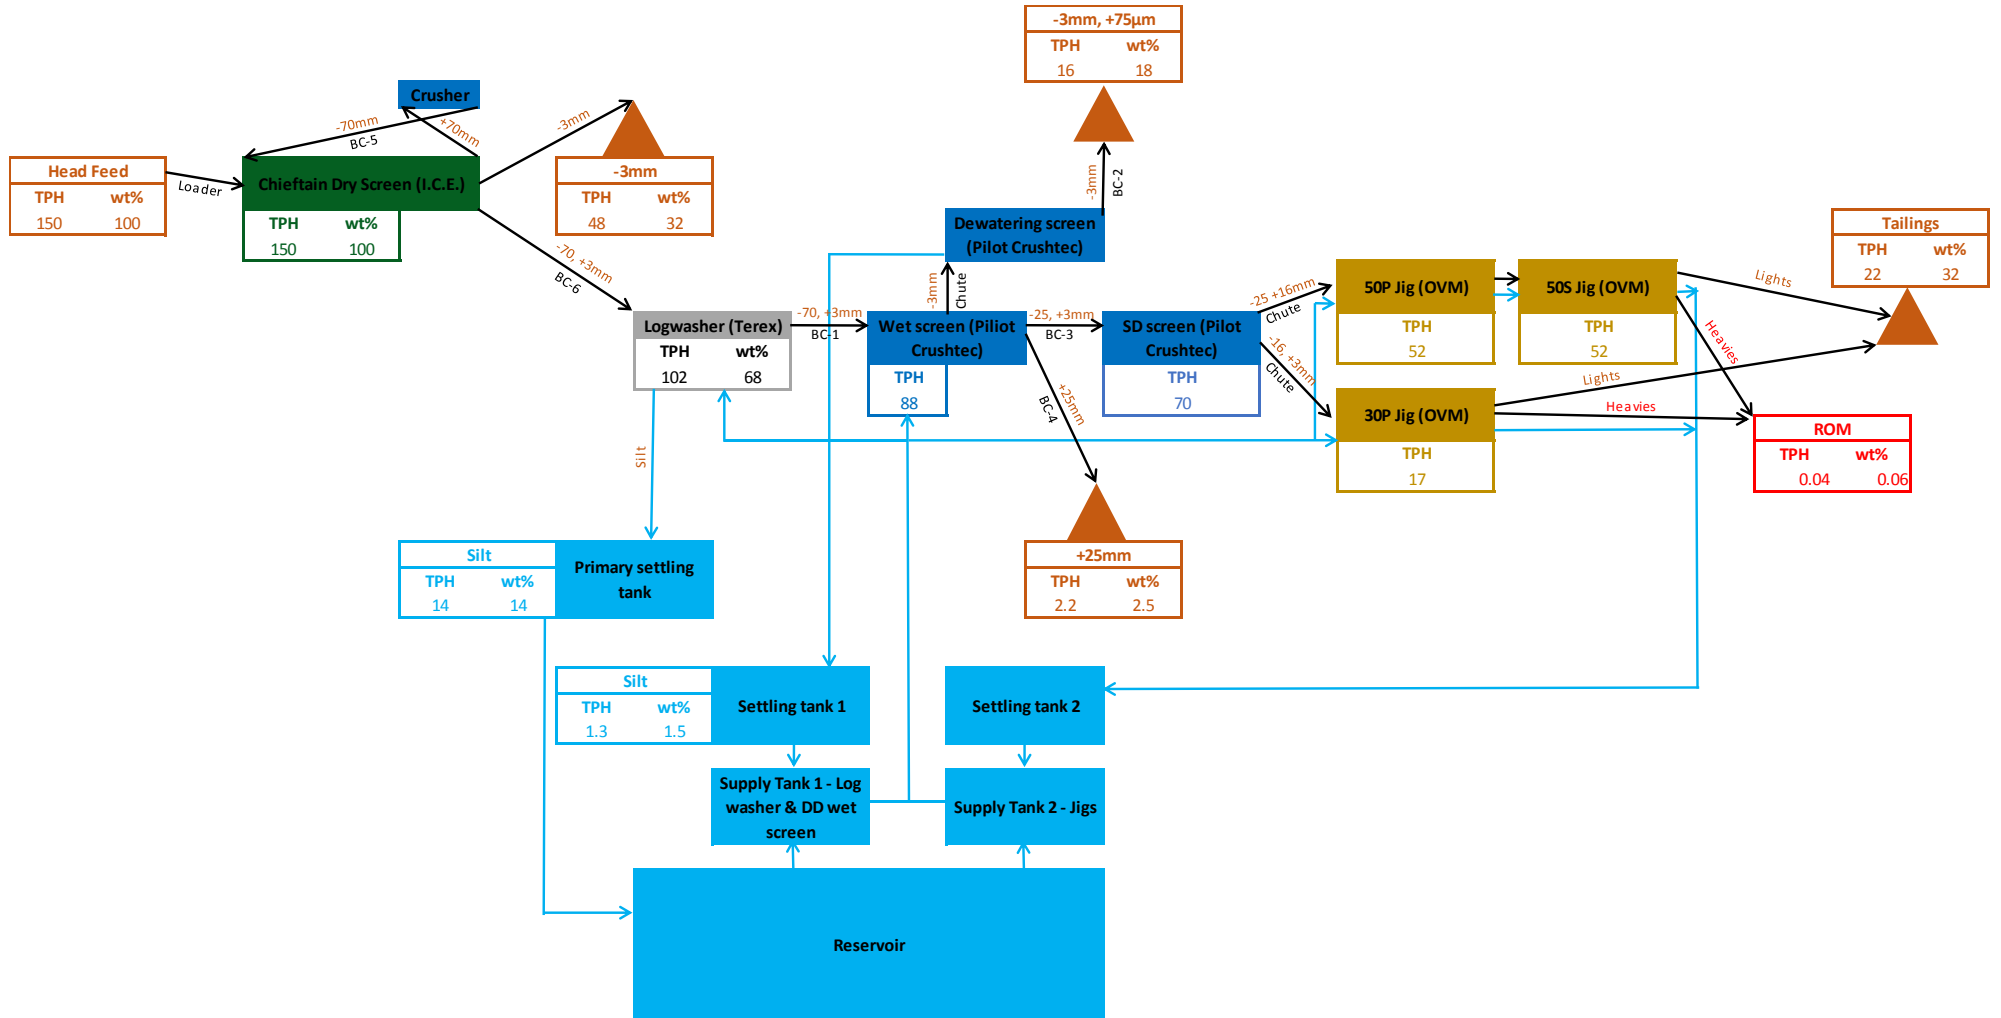 -3mm, +75µm
TPH wt%
16 18
Crusher
-70mm
BC-5
+70mm
-3mm
Head Feed
TPH wt%
150 100
Loader
Chieftain Dry Screen (I.C.E.)
TPH wt%
150 100
-3mm
TPH wt%
48 32
-70, +3mm
BC-6
-3mm
BC-2
Dewatering screen
(Pilot Crushtec)
-3mm
Chute
Tailings
TPH wt%
22 32
Logwasher (Terex)
TPH wt%
102 68
-70, +3mm
BC-1
Wet screen (Piliot
Crushtec)
TPH
88
-25, +3mm
BC-3
SD screen (Pilot
Crushtec)
TPH
70
-25 +16mm
Chute
-16, +3mm
Chute
50P Jig (OVM)
TPH
52
50S Jig (OVM)
TPH
52
Lights
Heavies
30P Jig (OVM)
TPH
17
Lights
Heavies
ROM
TPH wt%
0.04 0.06
+25mm
BC-4
+25mm
TPH wt%
2.2 2.5
Silt
Silt
TPH wt%
14 14
Primary settling
tank
Silt
TPH wt%
1.3 1.5
Settling tank 1
Settling tank 2
Supply Tank 1 - Log
washer & DD wet
screen
Supply Tank 2 - Jigs
Reservoir